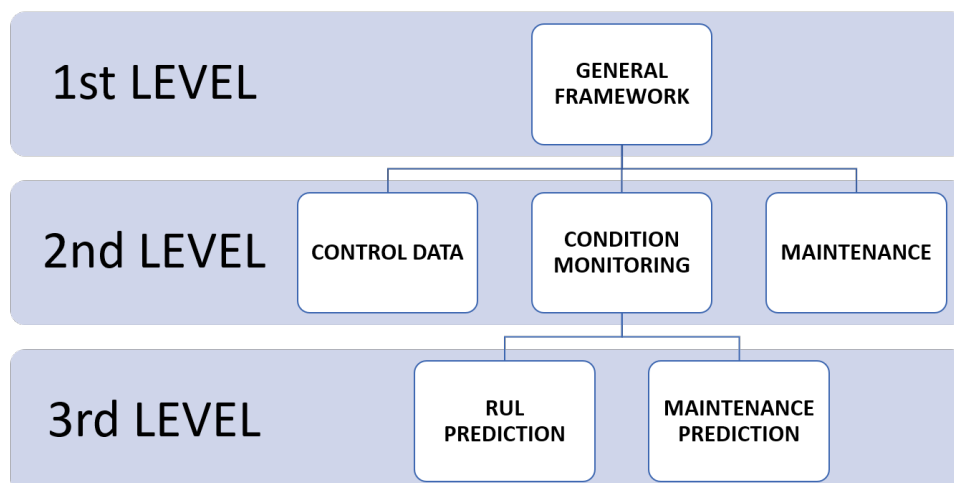 1st LEVEL
GENERAL
FRAMEWORK
2nd LEVEL
CONTROL DATA
CONDITION
MONITORING
MAINTENANCE
3rd LEVEL
RUL
PREDICTION
MAINTENANCE
PREDICTION